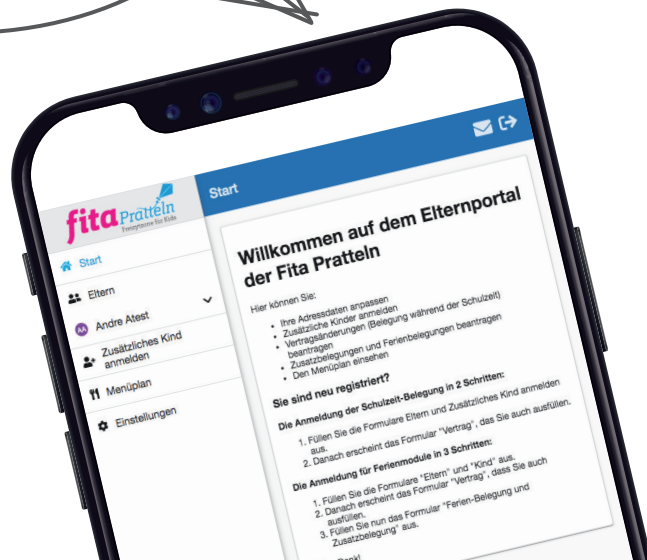 fita Pratteln
Freizyträume für Kids
Start
Eltern
AA Andre Atest
Zusätzliches Kind
anmelden
Menüplan
Einstellungen
Start
Willkommen auf dem Elternportal
der Fita Pratteln
Hier können Sie:
• Ihre Adressdaten anpassen
• Zusätzliche Kinder anmelden
• Vertragsänderungen (Belegung während der Schulzeit)
beantragen
• Zusatzbelegungen und Ferienbelegungen beantragen
• Den Menüplan einsehen
Sie sind neu registriert?
Die Anmeldung der Schulzeit-Belegung in 2 Schritten:
1. Füllen Sie die Formulare Eltern und Zusätzliches Kind anmelden
aus.
2. Danach erscheint das Formular "Vertrag", das Sie auch ausfüllen.
Die Anmeldung für Ferienmodule in 3 Schritten:
1. Füllen Sie die Formulare "Eltern" und "Kind" aus.
2. Danach erscheint das Formular "Vertrag", dass Sie auch
ausfüllen.
3. Füllen Sie nun das Formular "Ferien-Belegung und
Zusatzbelegung" aus.